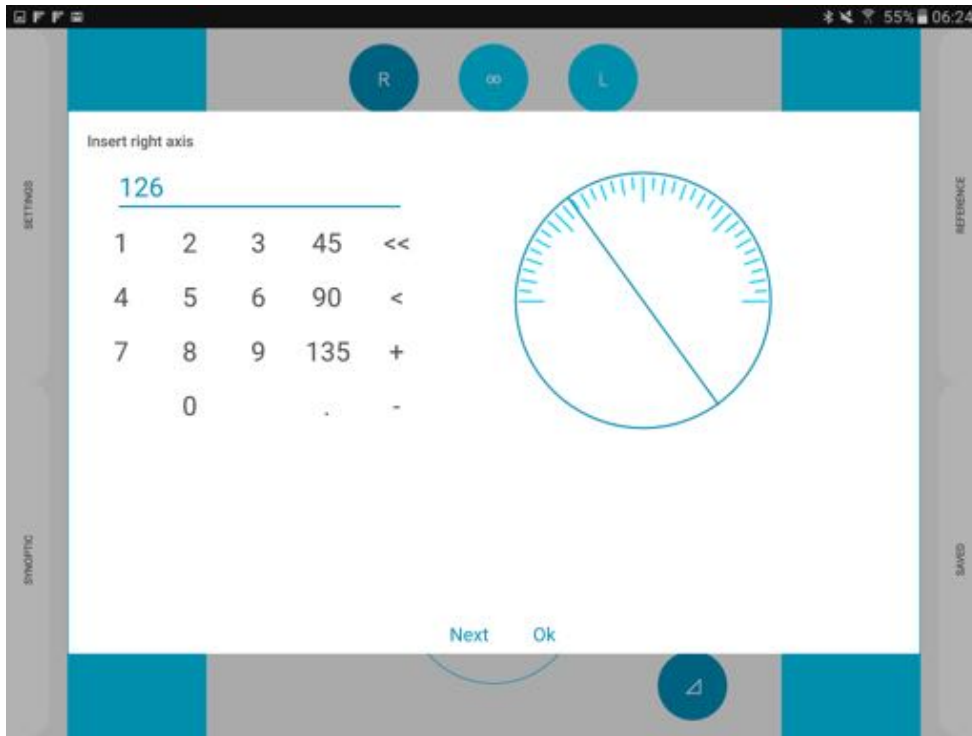 55% 06:24
R ∞ L
Insert right axis
126
1 2 3 45 <<
4 5 6 90 <
7 8 9 135 +
0 . -
Next Ok
SETTINGS
SYNOPTIC
REFERENCE
SAVED